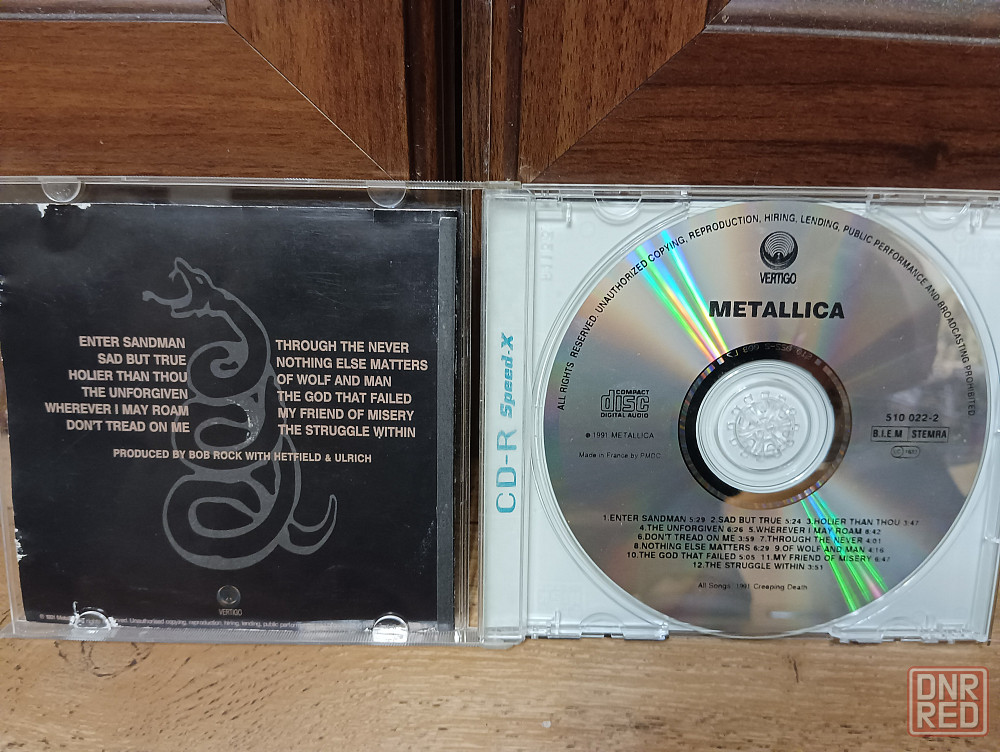 ENTER SANDMAN
SAD BUT TRUE
HOLIER THAN THOU
THE UNFORGIVEN
WHEREVER I MAY ROAM
DON'T TREAD ON ME
THROUGH THE NEVER
NOTHING ELSE MATTERS
OF WOLF AND MAN
THE GOD THAT FAILED
MY FRIEND OF MISERY
THE STRUGGLE WITHIN
PRODUCED BY BOB ROCK WITH HETFIELD & ULRICH
VERTIGO
Unauthorised copying, reproduction, hiring, lending, public
CD-R Speed-X
ALL RIGHTS RESERVED. UNAUTHORIZED COPYING, REPRODUCTION, HIRING, LENDING, PUBLIC PERFORMANCE AND BROADCASTING PROHIBITED.
VERTIGO
METALLICA
COMPACT
disc
DIGITAL AUDIO
℗ 1991 METALLICA
Made in France by PMDC
510 022-2
B.I.E.M STEMRA
1.ENTER SANDMAN 5:29 2.SAD BUT TRUE 5:24 3.HOLIER THAN THOU 3:47
4.THE UNFORGIVEN 6:26 5.WHEREVER I MAY ROAM 6:42
6.DON'T TREAD ON ME 3:59 7.THROUGH THE NEVER 4:01
8.NOTHING ELSE MATTERS 6:29 9.OF WOLF AND MAN 4:16
10.THE GOD THAT FAILED 5:05 11.MY FRIEND OF MISERY 6:47
12.THE STRUGGLE WITHIN 3:51
All Songs: 1991 Creeping Death
DNR
RED